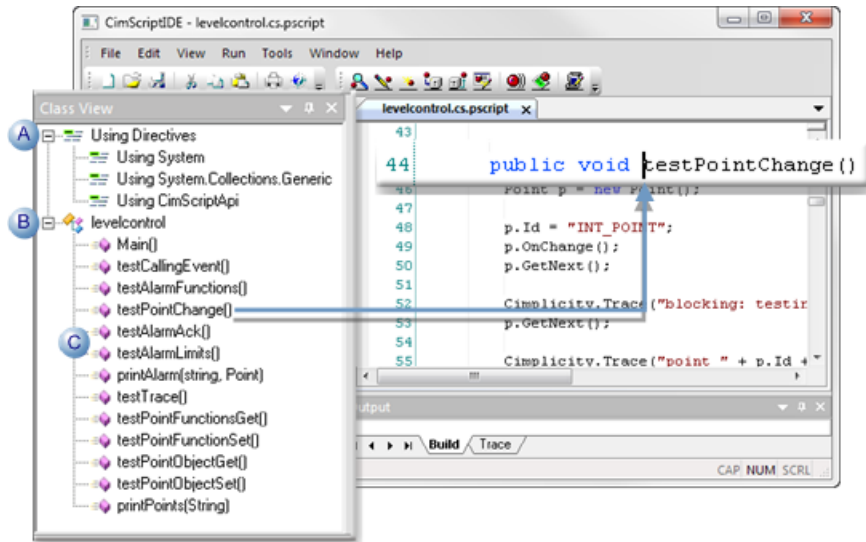 CimScriptIDE - levelcontrol.cs.pscript
File Edit View Run Tools Window Help
Class View
levelcontrol.cs.pscript x
A
Using Directives
Using System
Using System.Collections.Generic
Using CimScriptApi
B
levelcontrol
Main()
testCallingEvent()
testAlarmFunctions()
testPointChange()
testAlarmAck()
C
testAlarmLimits()
printAlarm(string, Point)
testTrace()
testPointFunctionsGet()
testPointFunctionSet()
testPointObjectGet()
testPointObjectSet()
printPoints(String)
43
44 public void testPointChange()
46 Point p = new Point();
47
48 p.Id = "INT_POINT";
49 p.OnChange();
50 p.GetNext();
51
52 Cimplicity.Trace("blocking: testin
53 p.GetNext();
54
55 Cimplicity.Trace("point " + p.Id +
utput
Build Trace
CAP NUM SCRL